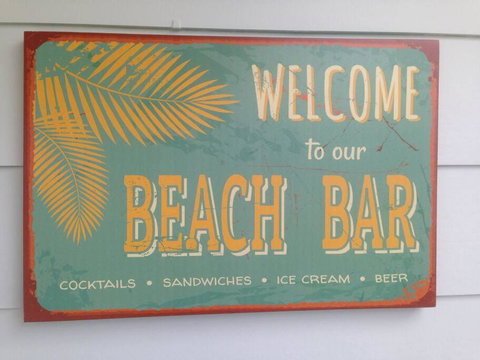 WELCOME
to our
BEACH BAR
COCKTAILS • SANDWICHES • ICE CREAM • BEER